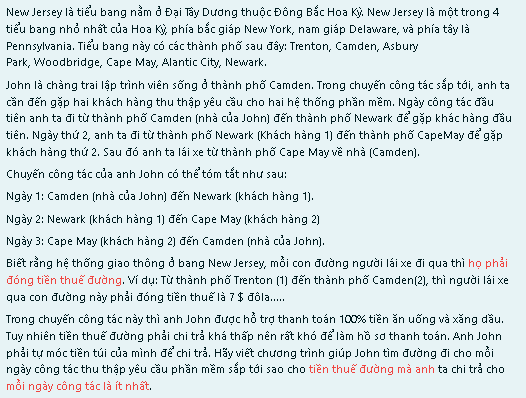 New Jersey là tiểu bang nằm ở Đại Tây Dương thuộc Đông Bắc Hoa Kỳ. New Jersey là một trong 4
tiểu bang nhỏ nhất của Hoa Kỳ, phía bắc giáp New York, nam giáp Delaware, và phía tây là
Pennsylvania. Tiểu bang này có các thành phố sau đây: Trenton, Camden, Asbury
Park, Woodbridge, Cape May, Alantic City, Newark.
John là chàng trai lập trình viên sống ở thành phố Camden. Trong chuyến công tác sắp tới, anh ta
cần đến gặp hai khách hàng thu thập yêu cầu cho hai hệ thống phần mềm. Ngày công tác đầu
tiên anh ta đi từ thành phố Camden (nhà của John) đến thành phố Newark để gặp khác hàng đầu
tiên. Ngày thứ 2, anh ta đi từ thành phố Newark (Khách hàng 1) đến thành phố CapeMay để gặp
khách hàng thứ 2. Sau đó anh ta lái xe từ thành phố Cape May về nhà (Camden).
Chuyến công tác của anh John có thể tóm tắt như sau:
Ngày 1: Camden (nhà của John) đến Newark (khách hàng 1).
Ngày 2: Newark (khách hàng 1) đến Cape May (khách hàng 2)
Ngày 3: Cape May (khách hàng 2) đến Camden (nhà của John).
Biết rằng hệ thống giao thông ở bang New Jersey, mỗi con đường người lái xe đi qua thì họ phải
đóng tiền thuế đường. Ví dụ: Từ thành phố Trenton (1) đến thành phố Camden(2), thì người lái xe
qua con đường này phải đóng tiền thuế là 7 $ đôla.....
Trong chuyến công tác này thì anh John được hỗ trợ thanh toán 100% tiền ăn uống và xăng dầu.
Tuy nhiên tiền thuế đường phải chi trả khá thấp nên rất khó để làm hồ sơ thanh toán. Anh John
phải tự móc tiền túi của mình để chi trả. Hãy viết chương trình giúp John tìm đường đi cho mỗi
ngày công tác thu thập yêu cầu phần mềm sắp tới sao cho tiền thuế đường mà anh ta chi trả cho
mỗi ngày công tác là ít nhất.